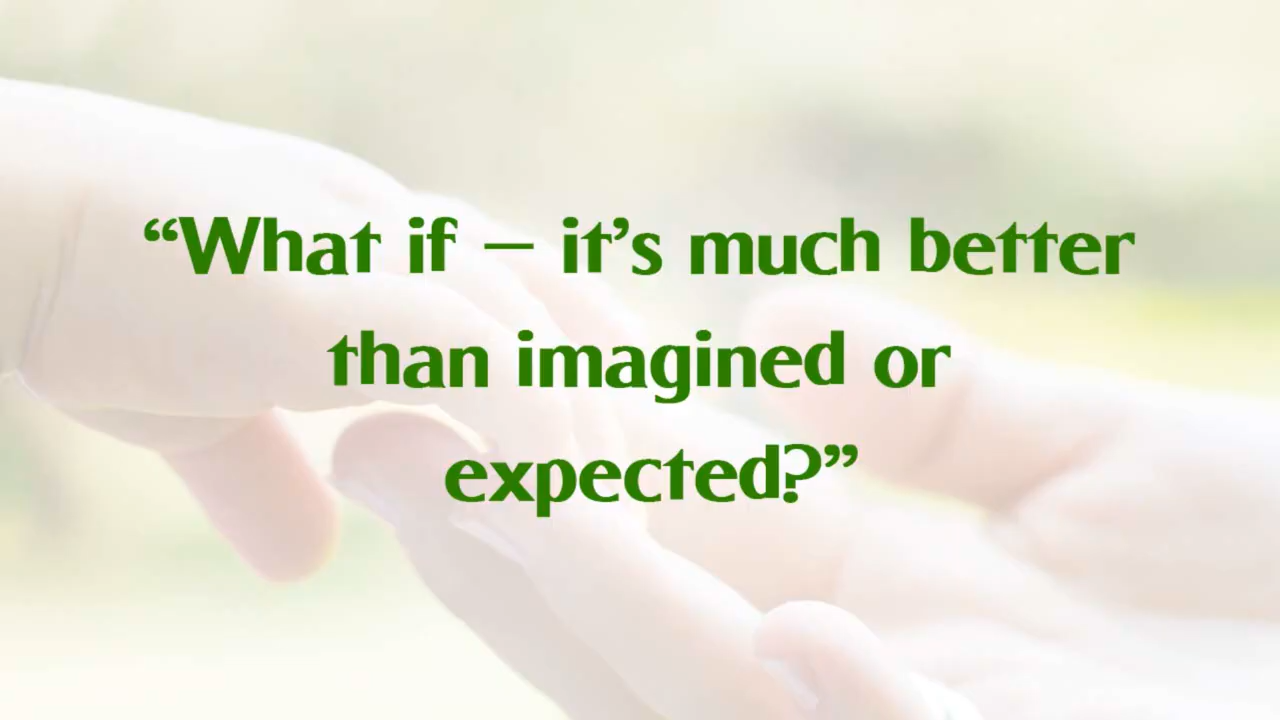 “What if – it’s much better
than imagined or
expected?”